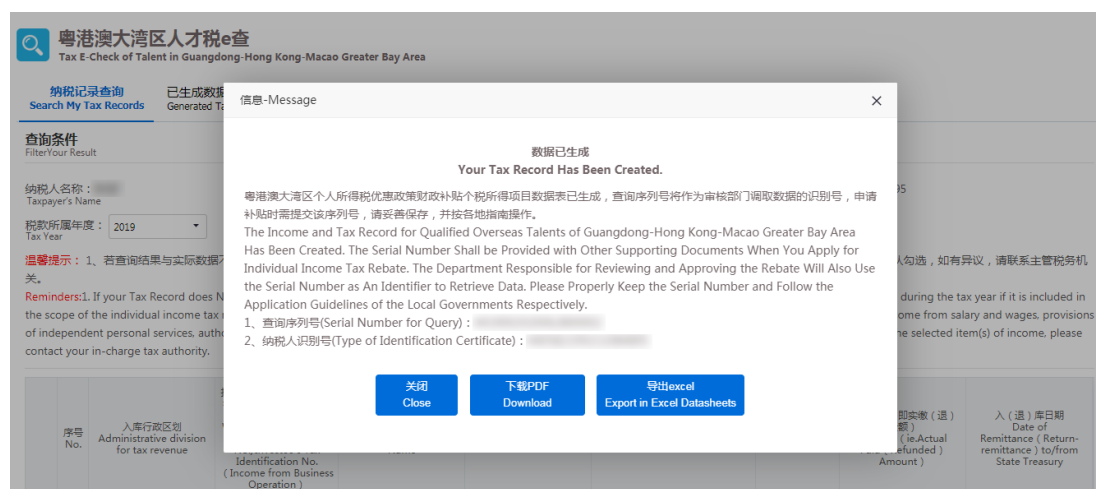 粤港澳大湾区人才税e查
Tax E-Check of Talent in Guangdong-Hong Kong-Macao Greater Bay Area
纳税记录查询
Search My Tax Records
已生成数据
Generated
查询条件
FilterYour Result
纳税人名称：
Taxpayer's Name
税款所属年度：
2019
Tax Year
信息-Message
×
数据已生成
Your Tax Record Has Been Created.
粤港澳大湾区个人所得税优惠政策财政补贴个税所得项目数据表已生成，查询序列号将作为审核部门调取数据的识别号，申请
补贴时需提交该序列号，请妥善保存，并按各地指南操作。
The Income and Tax Record for Qualified Overseas Talents of Guangdong-Hong Kong-Macao Greater Bay Area
Has Been Created. The Serial Number Shall be Provided with Other Supporting Documents When You Apply for
Individual Income Tax Rebate. The Department Responsible for Reviewing and Approving the Rebate Will Also Use
the Serial Number as An Identifier to Retrieve Data. Please Properly Keep the Serial Number and Follow the
Application Guidelines of the Local Governments Respectively.
1、查询序列号(Serial Number for Query)：
2、纳税人识别号(Type of Identification Certificate)：
关闭
Close
下载PDF
Download
导出excel
Export in Excel Datasheets
95
温馨提示：1、若查询结果与实际数据
勾选，如有异议，请联系主管税务机
关。
Reminders:1. If your Tax Record does
during the tax year if it is included in
the scope of the individual income tax
ome from salary and wages, provisions
of independent personal services, auth
he selected item(s) of income, please
contact your in-charge tax authority.
序号
No.
入库行政区划
Administrative division
for tax revenue
Identification No.
( Income from Business
Operation )
即实缴（退）
额）
( ie.Actual
efunded )
Amount )
入（退）库日期
Date of
Remittance ( Return-
remittance ) to/from
State Treasury